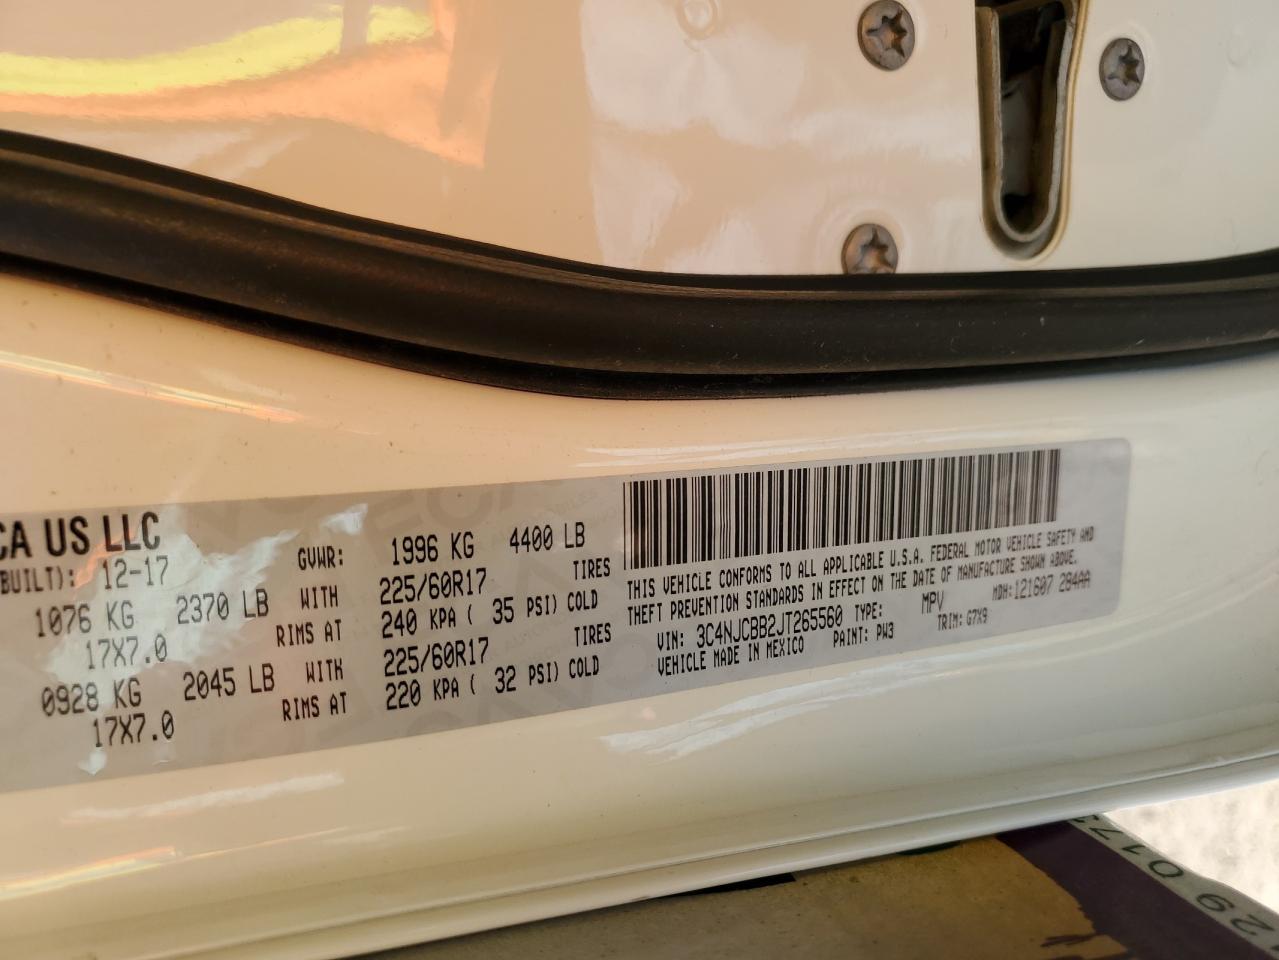 CA US LLC
BUILT): 12-17
GVWR: 1996 KG 4400 LB
1076 KG 2370 LB WITH 225/60R17 TIRES
17X7.0 RIMS AT 240 KPA ( 35 PSI) COLD
0928 KG 2045 LB WITH 225/60R17 TIRES
17X7.0 RIMS AT 220 KPA ( 32 PSI) COLD
THIS VEHICLE CONFORMS TO ALL APPLICABLE U.S.A. FEDERAL MOTOR VEHICLE SAFETY AND
THEFT PREVENTION STANDARDS IN EFFECT ON THE DATE OF MANUFACTURE SHOWN ABOVE.
VIN: 3C4NJCBB2JT265560 TYPE: MPV MDH:121607 284AA
VEHICLE MADE IN MEXICO PAINT: PW3 TRIM: G7X9